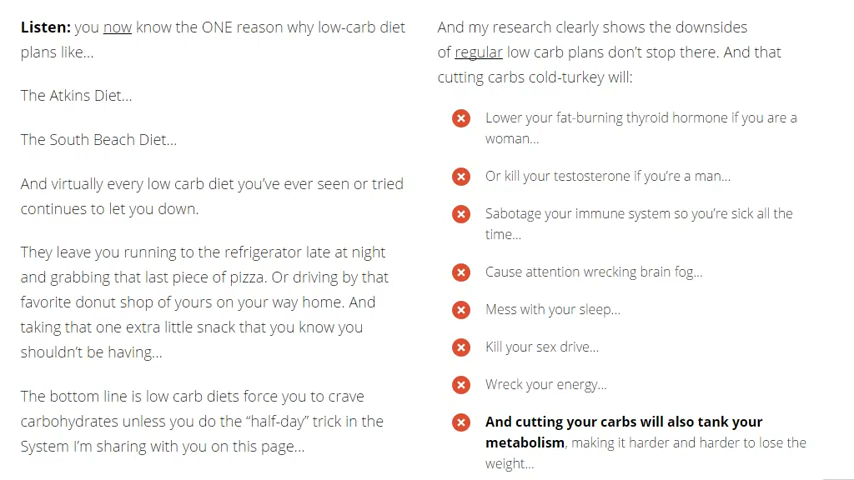 Listen: you now know the ONE reason why low-carb diet
plans like…
The Atkins Diet…
The South Beach Diet…
And virtually every low carb diet you’ve ever seen or tried
continues to let you down.
They leave you running to the refrigerator late at night
and grabbing that last piece of pizza. Or driving by that
favorite donut shop of yours on your way home. And
taking that one extra little snack that you know you
shouldn’t be having…
The bottom line is low carb diets force you to crave
carbohydrates unless you do the “half-day” trick in the
System I’m sharing with you on this page…
And my research clearly shows the downsides
of regular low carb plans don’t stop there. And that
cutting carbs cold-turkey will:
Lower your fat-burning thyroid hormone if you are a
woman…
Or kill your testosterone if you’re a man…
Sabotage your immune system so you’re sick all the
time…
Cause attention wrecking brain fog…
Mess with your sleep…
Kill your sex drive…
Wreck your energy…
And cutting your carbs will also tank your
metabolism, making it harder and harder to lose the
weight…